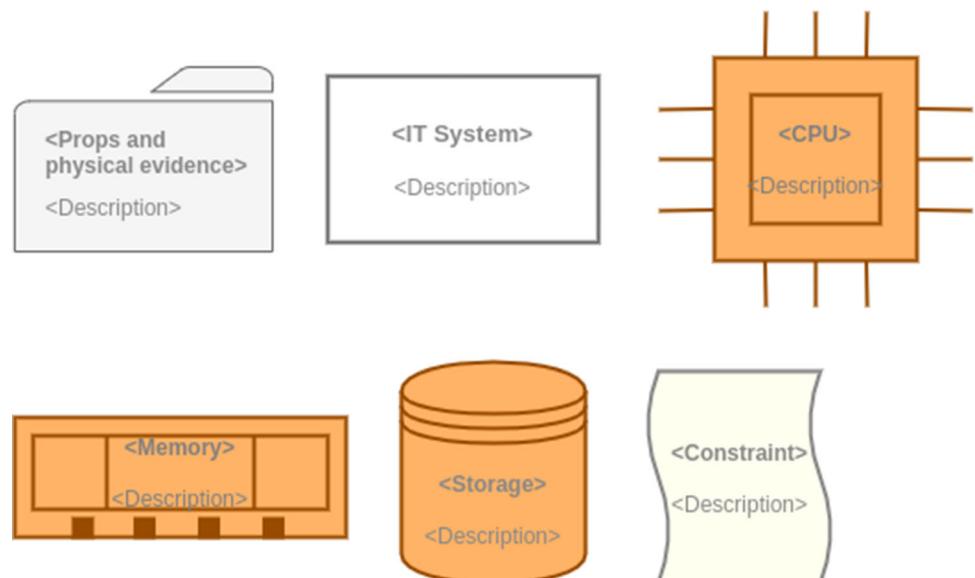 <Props and
physical evidence>
<Description>
<IT System>
<Description>
<CPU>
<Description>
<Memory>
<Description>
<Storage>
<Description>
<Constraint>
<Description>